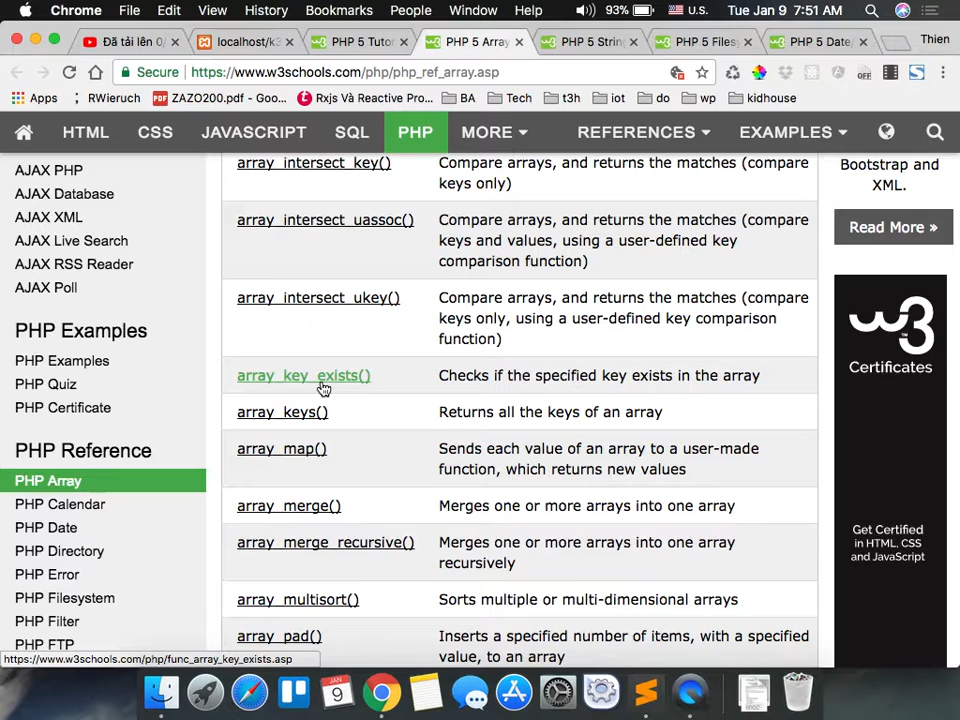 Chrome File Edit View History Bookmarks People Window Help 93% U.S. Tue Jan 9 7:51 AM
Đã tải lên 0/ localhost/k3 PHP 5 Tutor PHP 5 Array PHP 5 String PHP 5 Filesy PHP 5 Date/ Thien
Secure https://www.w3schools.com/php/php_ref_array.asp OFF
Apps RWieruch PDF ZAZO200.pdf - Goo... Rxjs Và Reactive Pro... BA Tech t3h iot do wp kidhouse
HTML CSS JAVASCRIPT SQL PHP MORE REFERENCES EXAMPLES
AJAX PHP
AJAX Database
AJAX XML
AJAX Live Search
AJAX RSS Reader
AJAX Poll
PHP Examples
PHP Examples
PHP Quiz
PHP Certificate
PHP Reference
PHP Array
PHP Calendar
PHP Date
PHP Directory
PHP Error
PHP Filesystem
PHP Filter
PHP FTP
array_intersect_key() Compare arrays, and returns the matches (compare
keys only)
array_intersect_uassoc() Compare arrays, and returns the matches (compare
keys and values, using a user-defined key
comparison function)
array_intersect_ukey() Compare arrays, and returns the matches (compare
keys only, using a user-defined key comparison
function)
array_key_exists() Checks if the specified key exists in the array
array_keys() Returns all the keys of an array
array_map() Sends each value of an array to a user-made
function, which returns new values
array_merge() Merges one or more arrays into one array
array_merge_recursive() Merges one or more arrays into one array
recursively
array_multisort() Sorts multiple or multi-dimensional arrays
array_pad() Inserts a specified number of items, with a specified
value, to an array
Bootstrap and
XML.
Read More »
w3
Certificates
Get Certified
in HTML, CSS
and JavaScript
https://www.w3schools.com/php/func_array_key_exists.asp
JAN
9